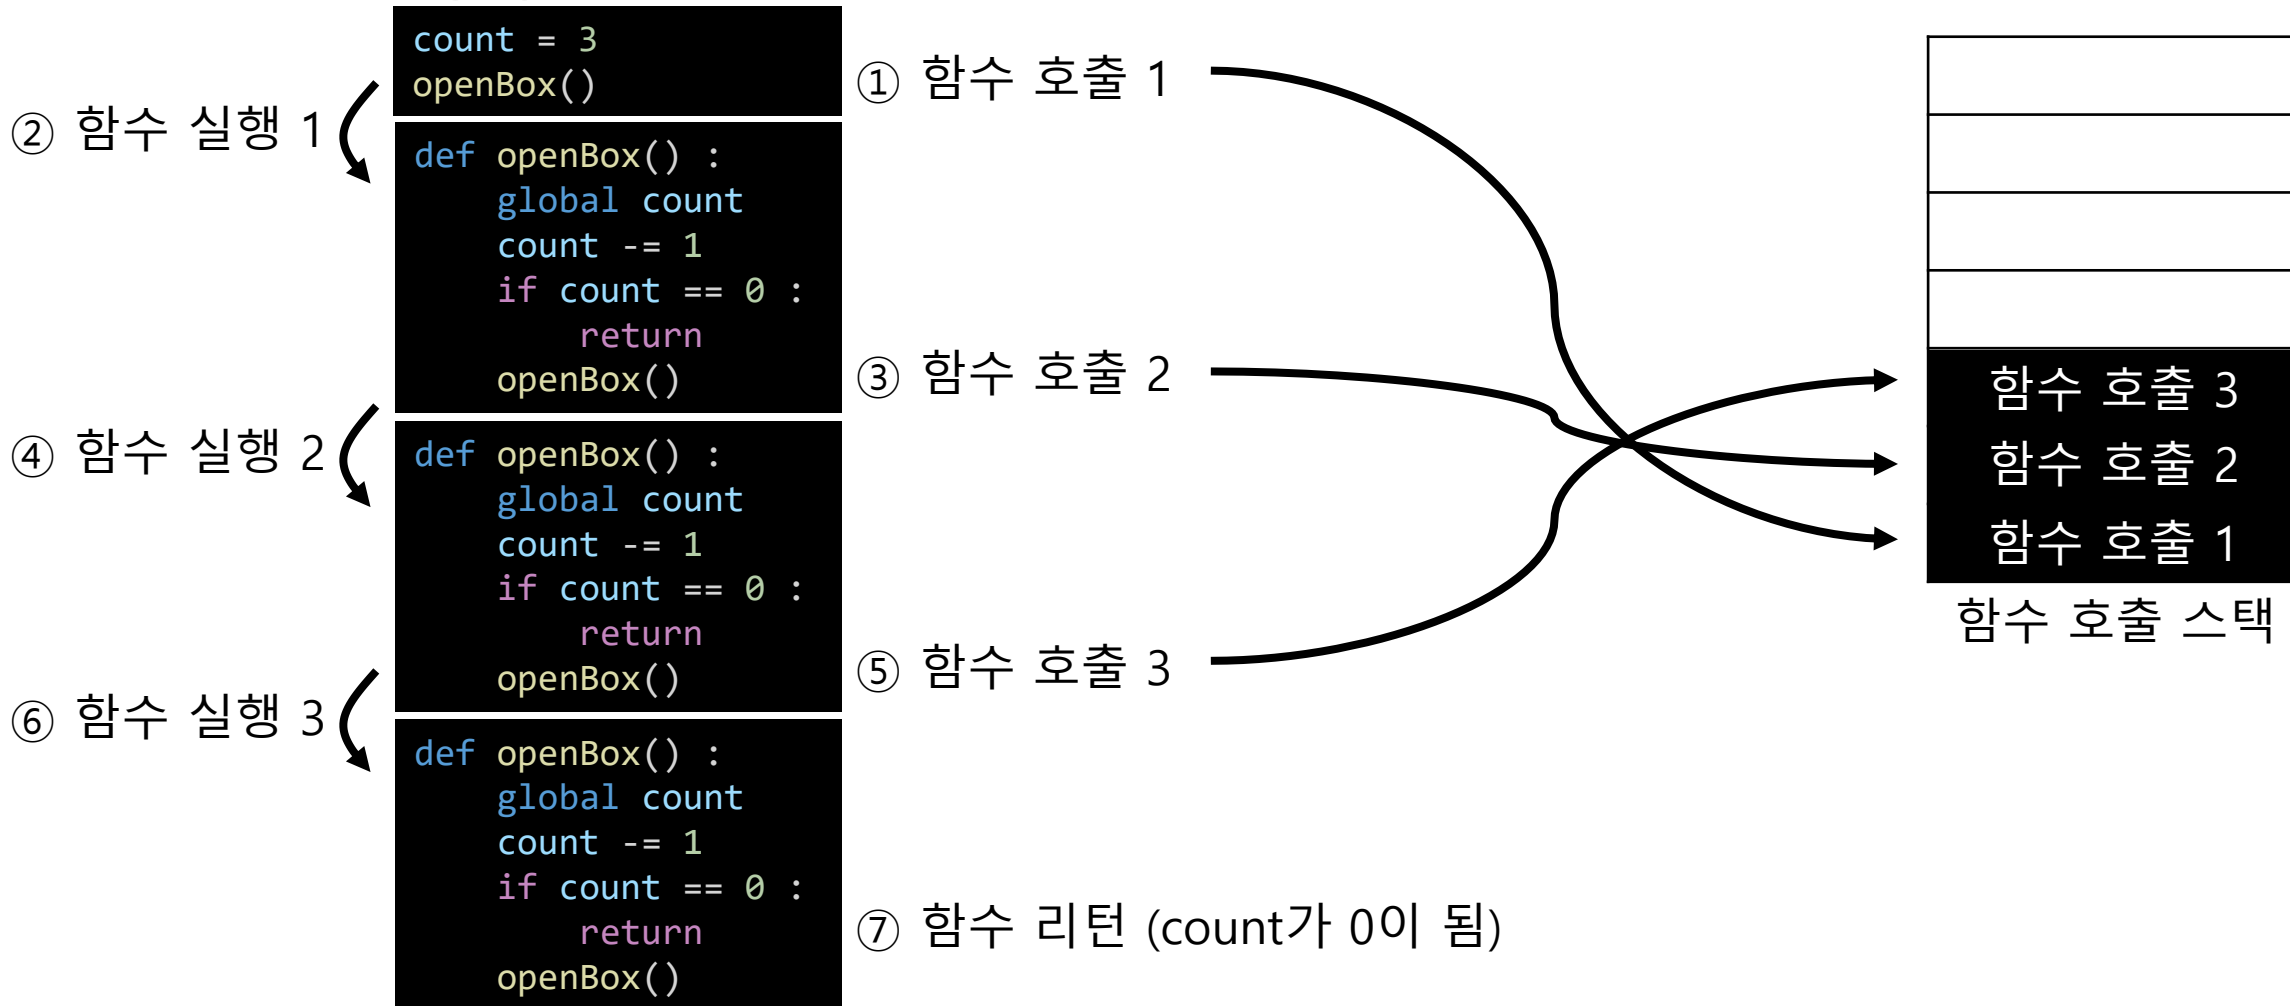 count = 3
openBox()
① 함수 호출 1
② 함수 실행 1
def openBox() :
    global count
    count -= 1
    if count == 0 :
        return
    openBox()
③ 함수 호출 2
④ 함수 실행 2
def openBox() :
    global count
    count -= 1
    if count == 0 :
        return
    openBox()
⑤ 함수 호출 3
⑥ 함수 실행 3
def openBox() :
    global count
    count -= 1
    if count == 0 :
        return
    openBox()
⑦ 함수 리턴 (count가 0이 됨)
함수 호출 3
함수 호출 2
함수 호출 1
함수 호출 스택